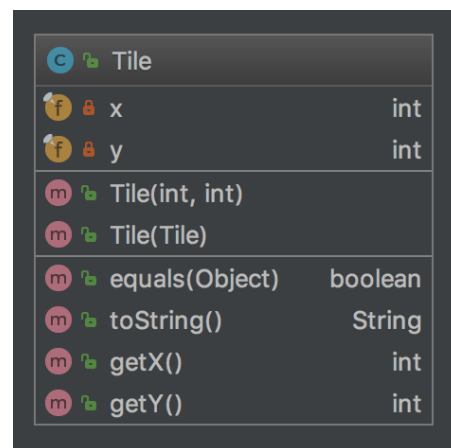 C Tile
f x int
f y int
m Tile(int, int)
m Tile(Tile)
m equals(Object) boolean
m toString() String
m getX() int
m getY() int